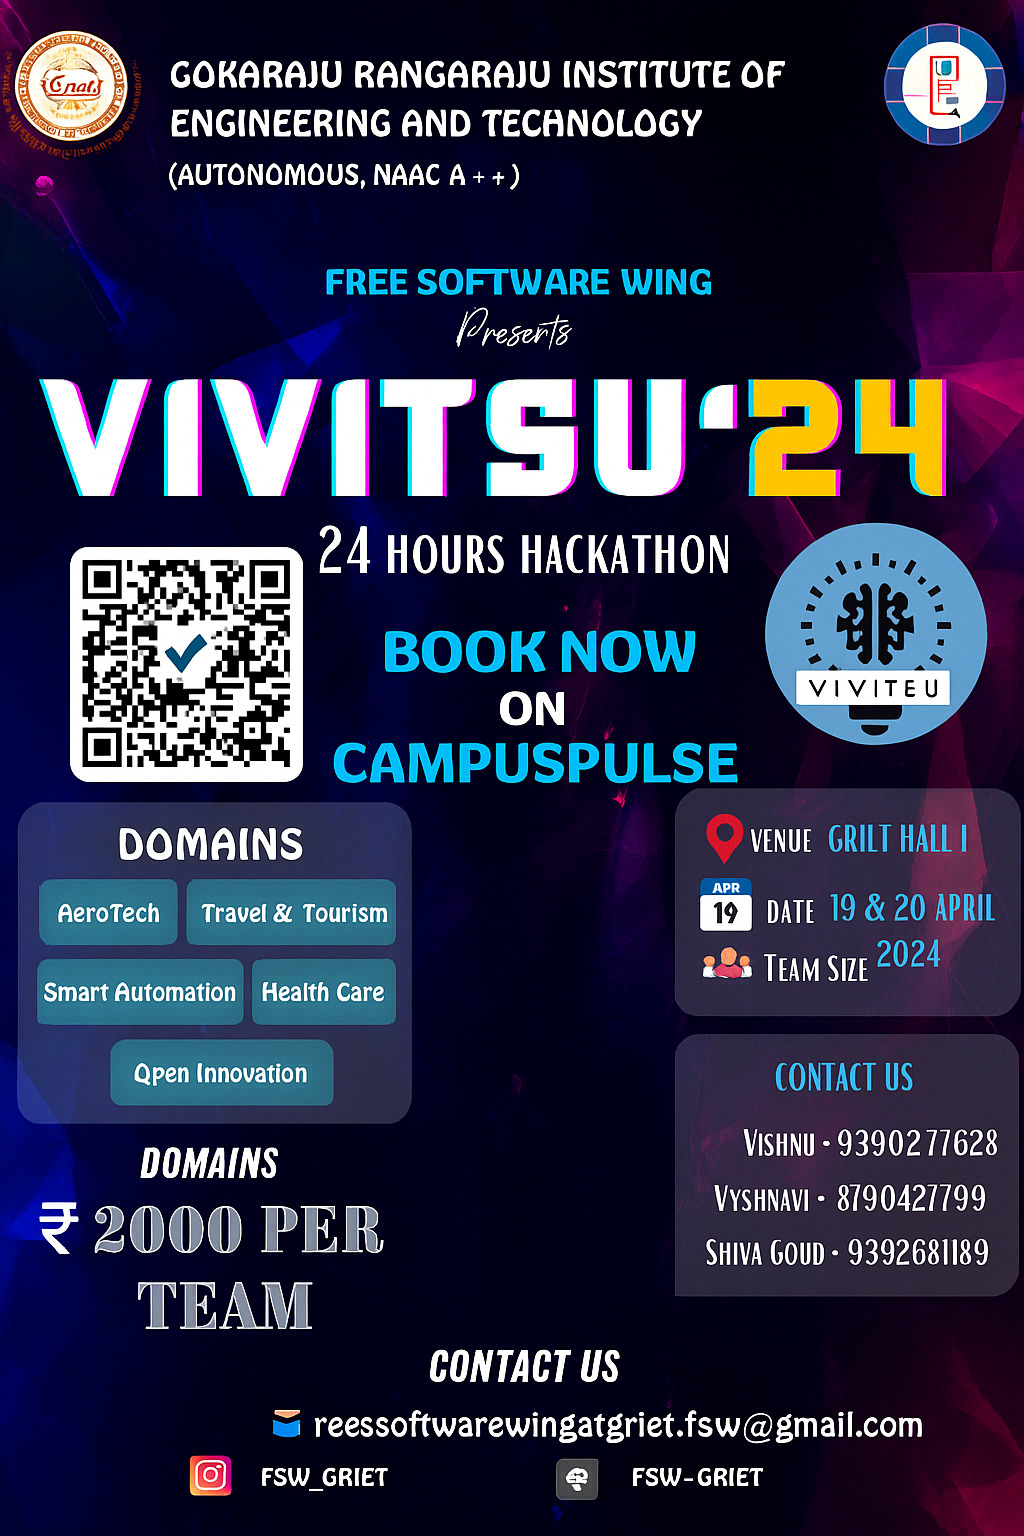 GOKARAJU RANGARAJU INSTITUTE OF
ENGINEERING AND TECHNOLOGY
(AUTONOMOUS, NAAC A++)
FREE SOFTWARE WING
Presents
VIVITSU‘24
24 HOURS HACKATHON
BOOK NOW
ON
CAMPUSPULSE
VIVITEU
DOMAINS
AeroTech
Travel & Tourism
Smart Automation
Health Care
Qpen Innovation
VENUE GRILT HALL I
APR
19
DATE 19 & 20 APRIL
2024
TEAM SIZE
CONTACT US
VISHNU • 9390277628
VYSHNAVI • 8790427799
SHIVA GOUD • 9392681189
DOMAINS
₹ 2000 PER
TEAM
CONTACT US
reessoftwarewingatgriet.fsw@gmail.com
FSW_GRIET
FSW-GRIET